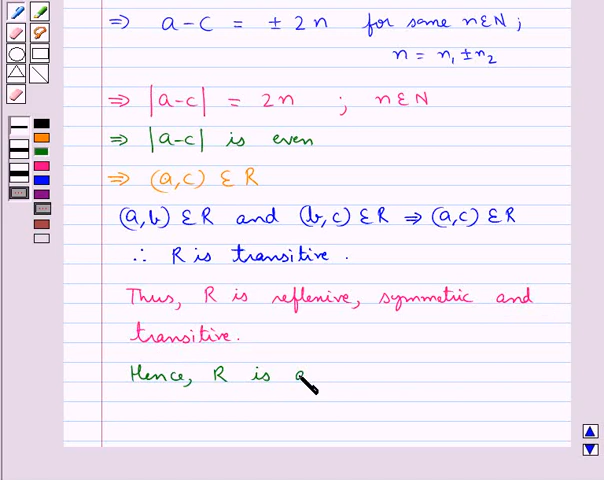 ⇒ a-c = ± 2n for some n∈N ;
n = n₁ ± n₂
⇒ |a-c| = 2n ; n∈N
⇒ |a-c| is even
⇒ (a,c) ∈ R
(a,b) ∈R and (b,c) ∈R ⇒ (a,c) ∈R
∴ R is transitive.
Thus, R is reflexive, symmetric and
transitive.
Hence, R is a